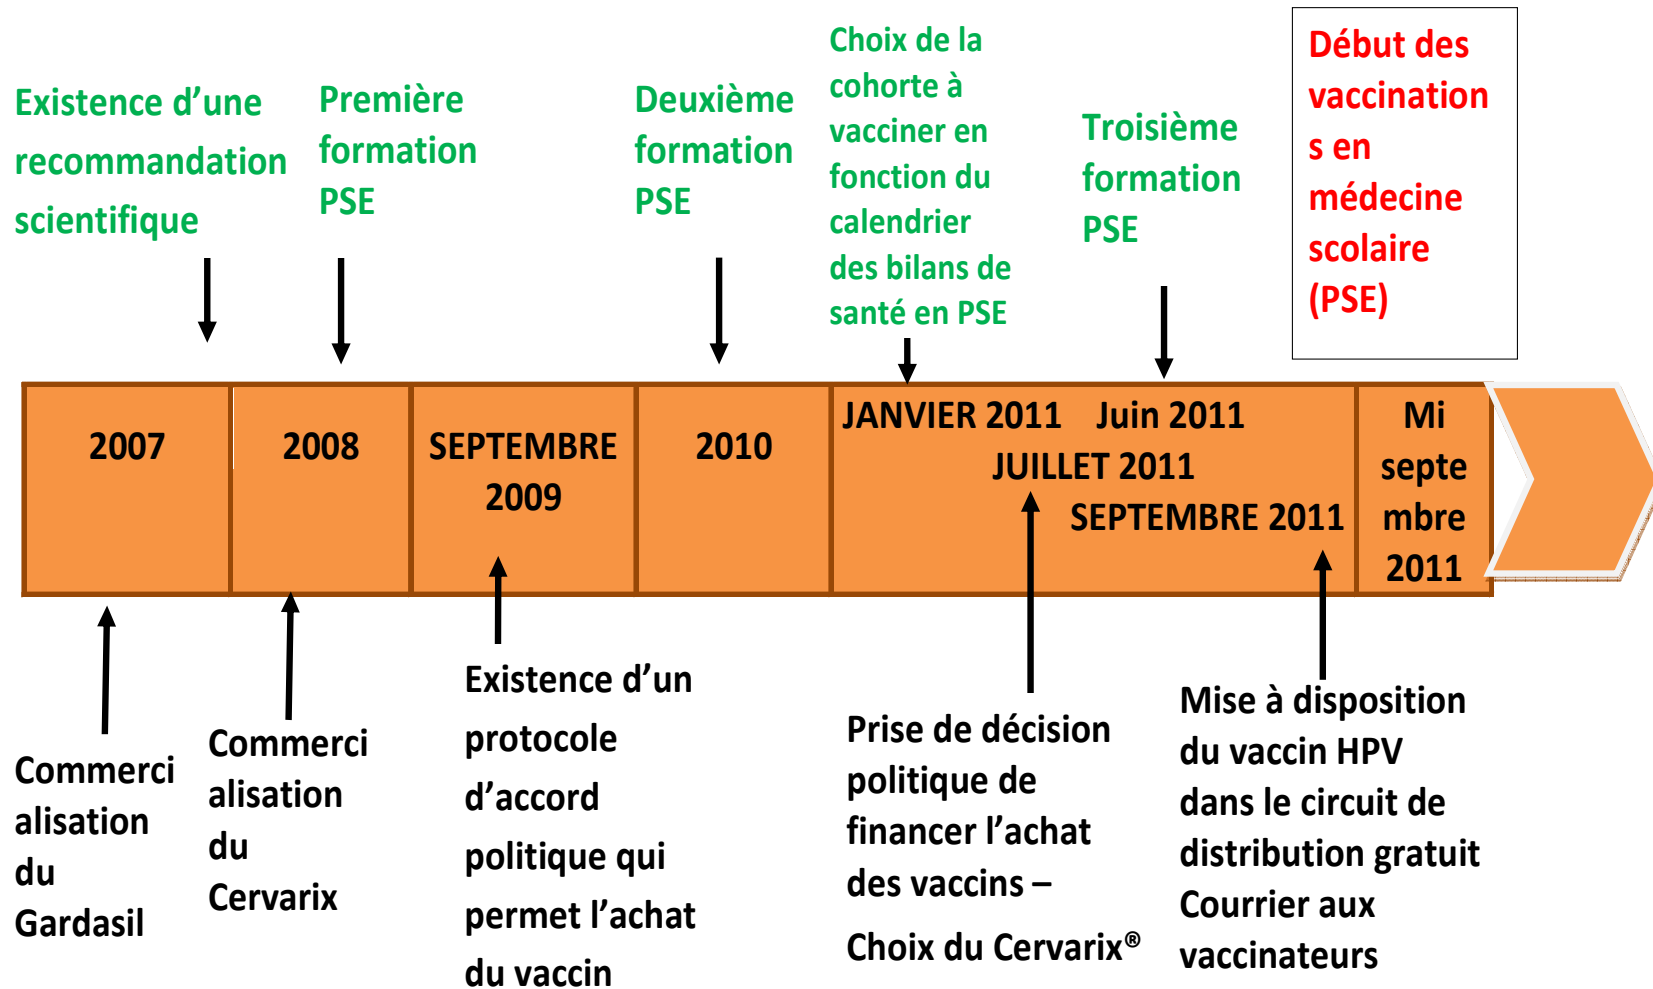 Existence d’une
recommandation
scientifique
Première
formation
PSE
Deuxième
formation
PSE
Choix de la
cohorte à
vacciner en
fonction du
calendrier
des bilans de
santé en PSE
Troisième
formation
PSE
Début des
vaccination
s en
médecine
scolaire
(PSE)
2007
2008
SEPTEMBRE
2009
2010
JANVIER 2011 Juin 2011
JUILLET 2011
SEPTEMBRE 2011
Mi
septe
mbre
2011
Commerci
alisation
du
Gardasil
Commerci
alisation
du
Cervarix
Existence d’un
protocole
d’accord
politique qui
permet l’achat
du vaccin
Prise de décision
politique de
financer l’achat
des vaccins –
Choix du Cervarix®
Mise à disposition
du vaccin HPV
dans le circuit de
distribution gratuit
Courrier aux
vaccinateurs